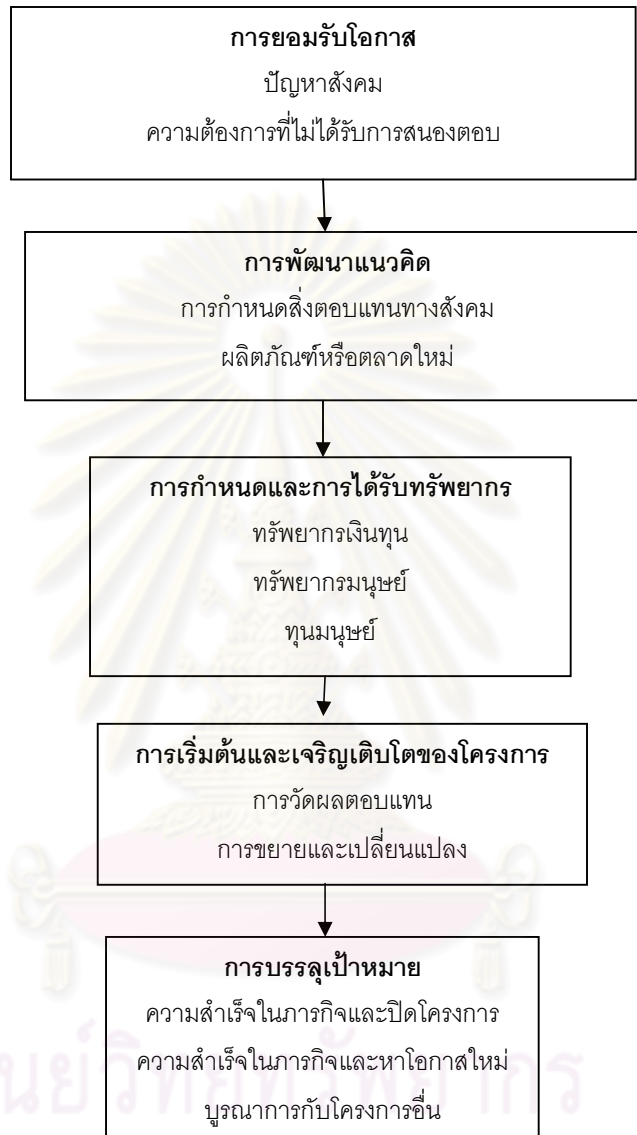 การยอมรับโอกาส
ปัญหาสังคม
ความต้องการที่ไม่ได้รับการสนองตอบ
การพัฒนาแนวคิด
การกำหนดสิ่งตอบแทนทางสังคม
ผลิตภัณฑ์หรือตลาดใหม่
การกำหนดและการได้รับทรัพยากร
ทรัพยากรเงินทุน
ทรัพยากรมนุษย์
ทุนมนุษย์
การเริ่มต้นและเจริญเติบโตของโครงการ
การวัดผลตอบแทน
การขยายและเปลี่ยนแปลง
การบรรลุเป้าหมาย
ความสำเร็จในภารกิจและปิดโครงการ
ความสำเร็จในภารกิจและหาโอกาสใหม่
บูรณาการกับโครงการอื่น